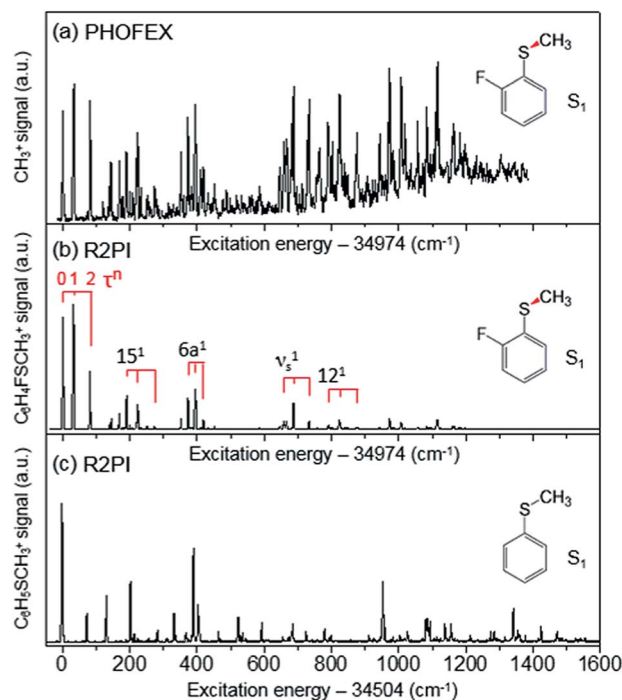 (a) PHOFEX
CH₃⁺ signal (a.u.)
F
S
CH₃
S₁
Excitation energy – 34974 (cm⁻¹)
(b) R2PI
C₆H₄FSCH₃⁺ signal (a.u.)
0 1 2 τⁿ
15¹
6a¹
νₛ¹
12¹
F
S
CH₃
S₁
Excitation energy – 34974 (cm⁻¹)
(c) R2PI
C₆H₅SCH₃⁺ signal (a.u.)
S
CH₃
S₁
0 200 400 600 800 1000 1200 1400 1600
Excitation energy – 34504 (cm⁻¹)